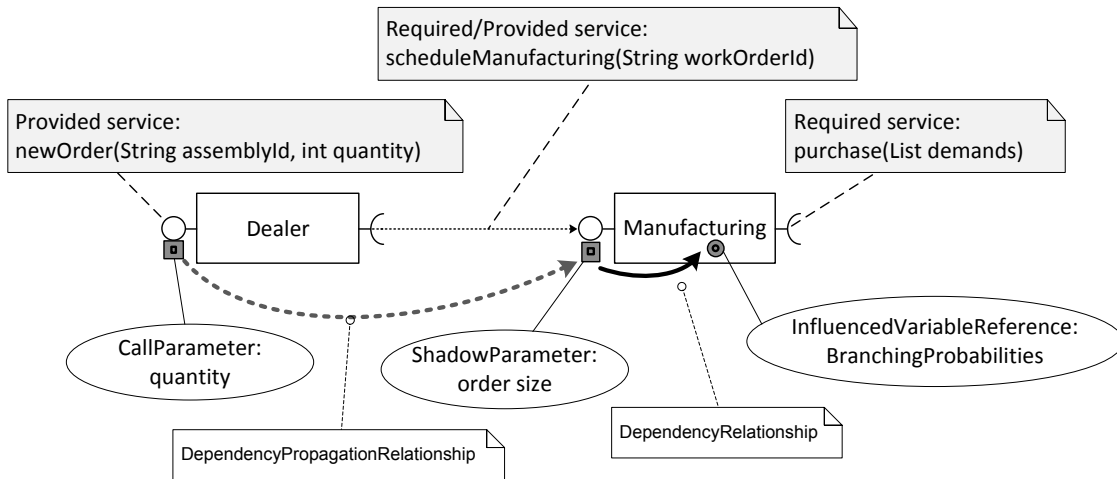 Required/Provided service:
scheduleManufacturing(String workOrderId)
Provided service:
newOrder(String assemblyId, int quantity)
Required service:
purchase(List demands)
Dealer
Manufacturing
CallParameter:
quantity
ShadowParameter:
order size
InfluencedVariableReference:
BranchingProbabilities
DependencyPropagationRelationship
DependencyRelationship